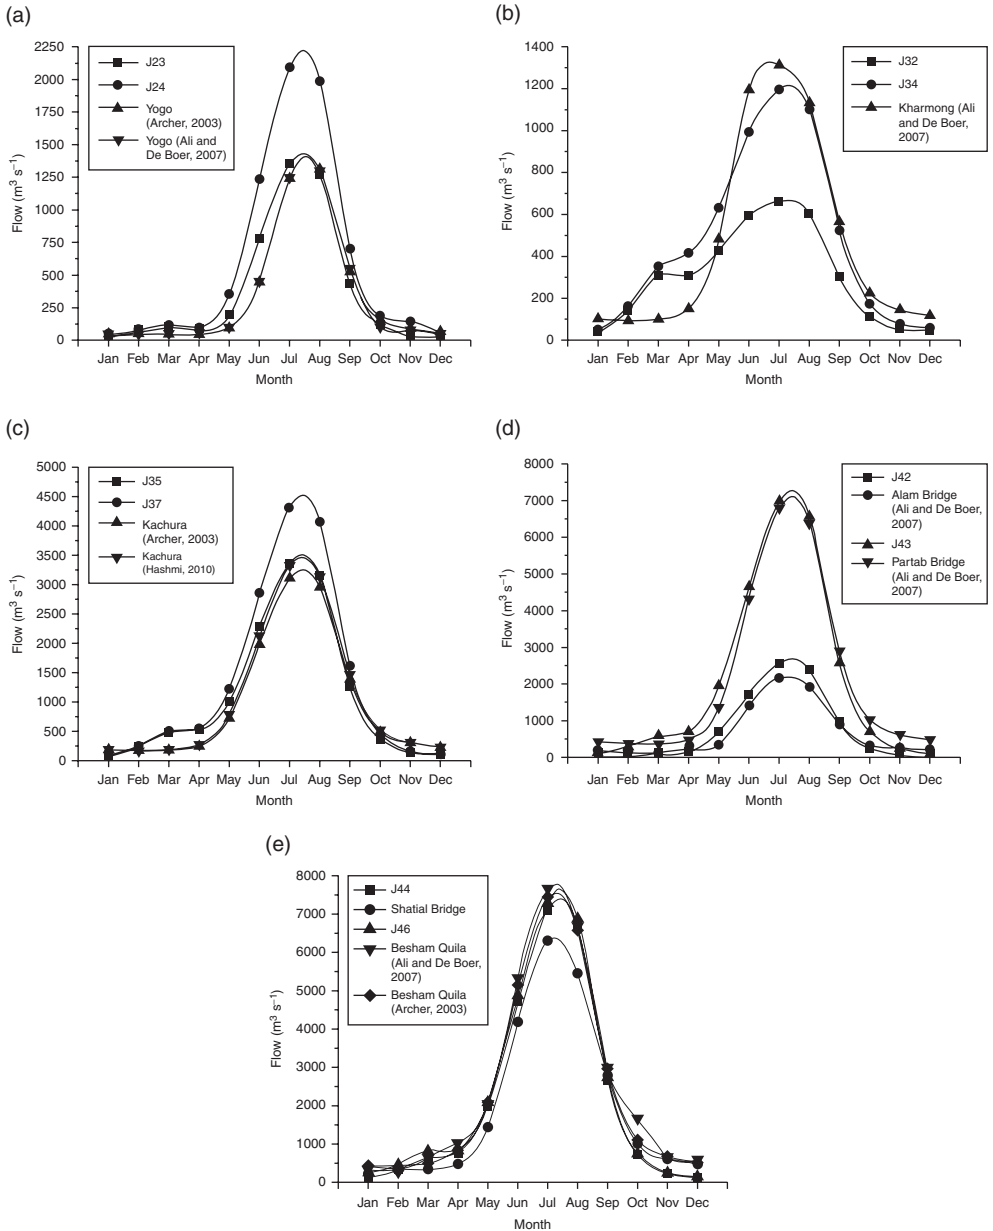 (a)
2250
2000
1750
1500
1250
1000
750
500
250
0
Flow (m³ s⁻¹)
J23
J24
Yogo
(Archer, 2003)
Yogo (Ali and
De Boer, 2007)
Jan Feb Mar Apr May Jun Jul Aug Sep Oct Nov Dec
Month
(b)
1400
1200
1000
800
600
400
200
0
Flow (m³ s⁻¹)
J32
J34
Kharmong (Ali
and De Boer,
2007)
Jan Feb Mar Apr May Jun Jul Aug Sep Oct Nov Dec
Month
(c)
5000
4500
4000
3500
3000
2500
2000
1500
1000
500
0
Flow (m³ s⁻¹)
J35
J37
Kachura
(Archer, 2003)
Kachura
(Hashmi, 2010)
Jan Feb Mar Apr May Jun Jul Aug Sep Oct Nov Dec
Month
(d)
8000
7000
6000
5000
4000
3000
2000
1000
0
Flow (m³ s⁻¹)
J42
Alam Bridge
(Ali and De Boer,
2007)
J43
Partab Bridge
(Ali and De Boer,
2007)
Jan Feb Mar Apr May Jun Jul Aug Sep Oct Nov Dec
Month
(e)
8000
7000
6000
5000
4000
3000
2000
1000
0
Flow (m³ s⁻¹)
J44
Shatial Bridge
J46
Besham Quila
(Ali and De Boer,
2007)
Besham Quila
(Archer, 2003)
Jan Feb Mar Apr May Jun Jul Aug Sep Oct Nov Dec
Month